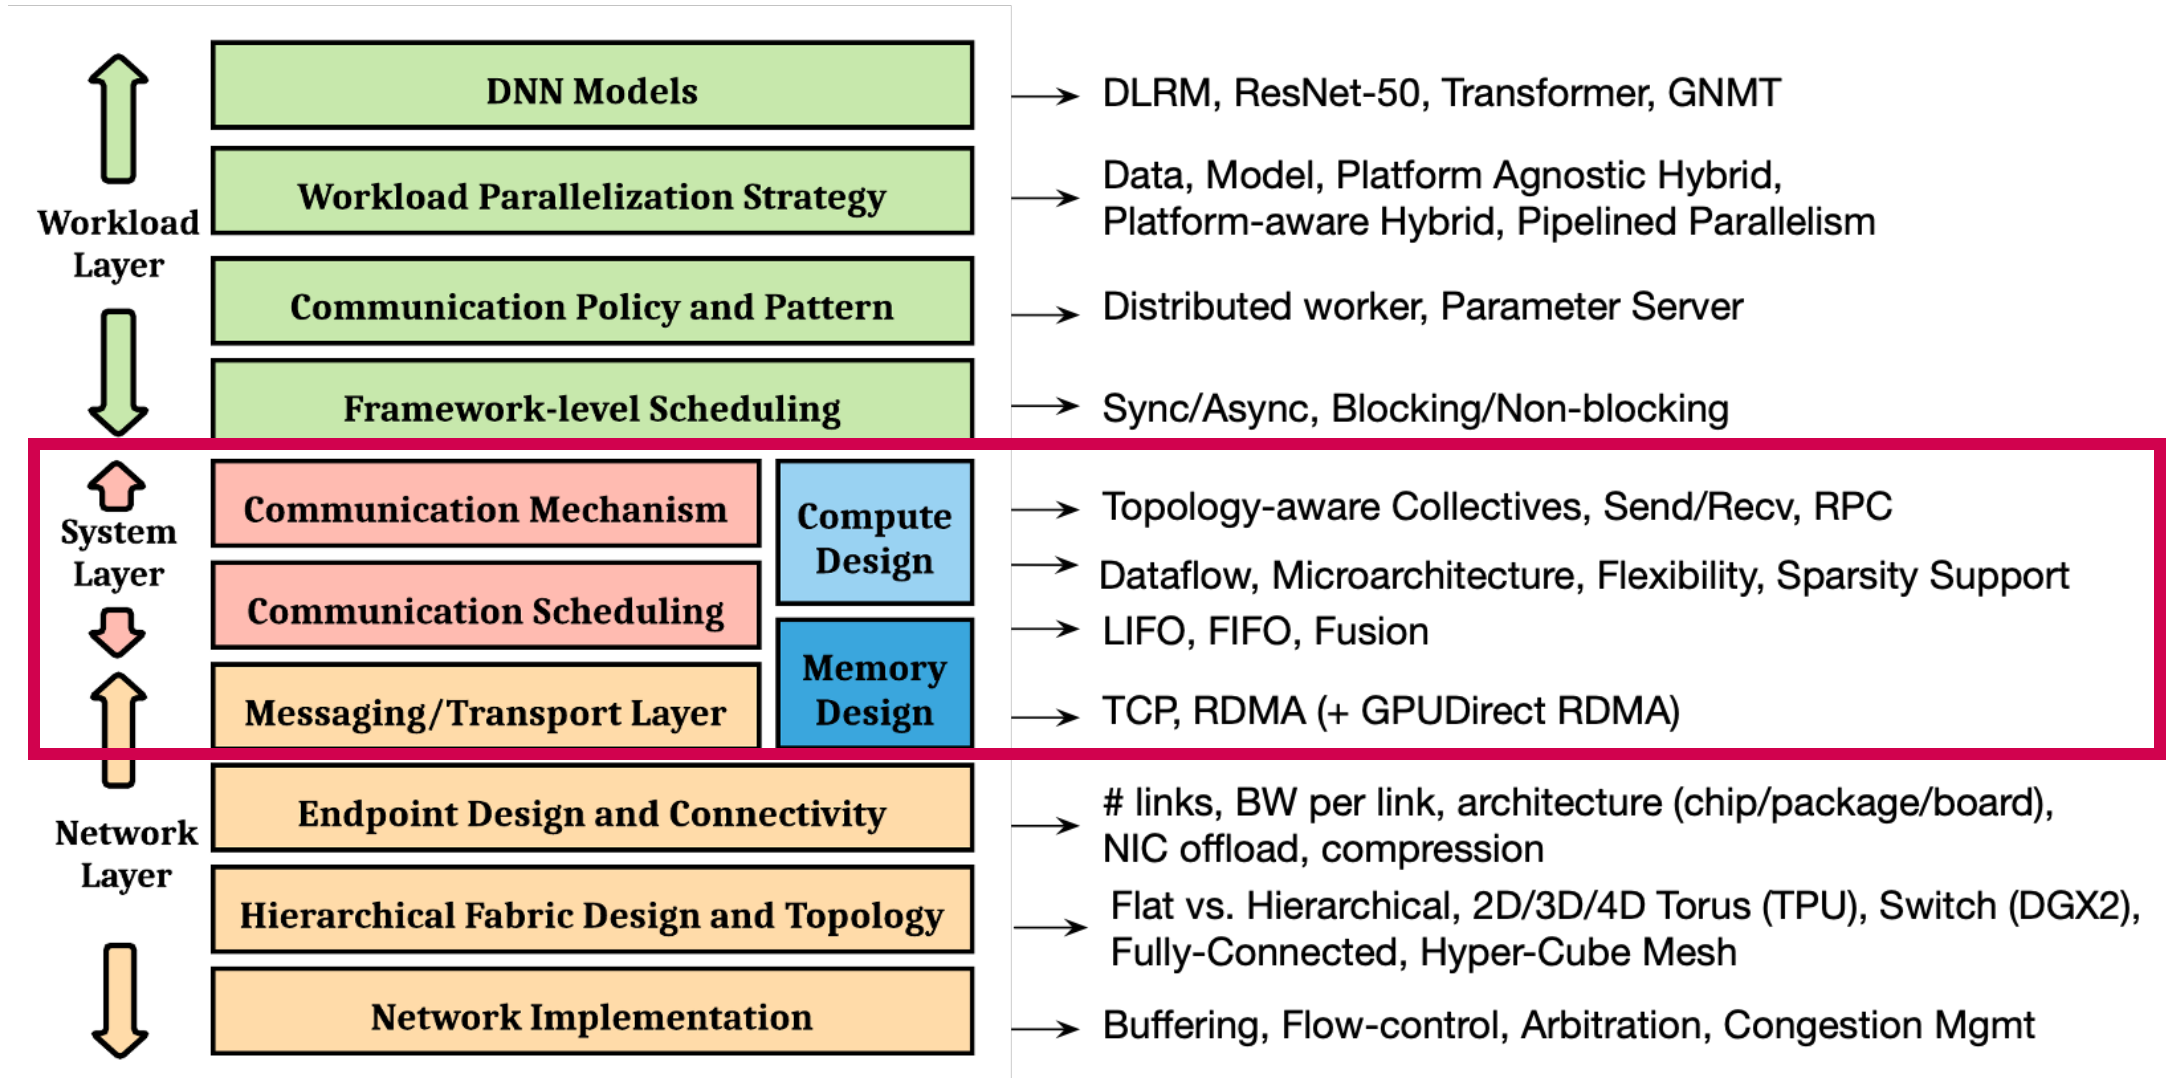 DNN Models
DLRM, ResNet-50, Transformer, GNMT
Workload Parallelization Strategy
Data, Model, Platform Agnostic Hybrid,
Platform-aware Hybrid, Pipelined Parallelism
Workload
Layer
Communication Policy and Pattern
Distributed worker, Parameter Server
Framework-level Scheduling
Sync/Async, Blocking/Non-blocking
System
Layer
Communication Mechanism
Compute
Design
Topology-aware Collectives, Send/Recv, RPC
Dataflow, Microarchitecture, Flexibility, Sparsity Support
Communication Scheduling
LIFO, FIFO, Fusion
Memory
Design
Messaging/Transport Layer
TCP, RDMA (+ GPUDirect RDMA)
Network
Layer
Endpoint Design and Connectivity
# links, BW per link, architecture (chip/package/board),
NIC offload, compression
Hierarchical Fabric Design and Topology
Flat vs. Hierarchical, 2D/3D/4D Torus (TPU), Switch (DGX2),
Fully-Connected, Hyper-Cube Mesh
Network Implementation
Buffering, Flow-control, Arbitration, Congestion Mgmt